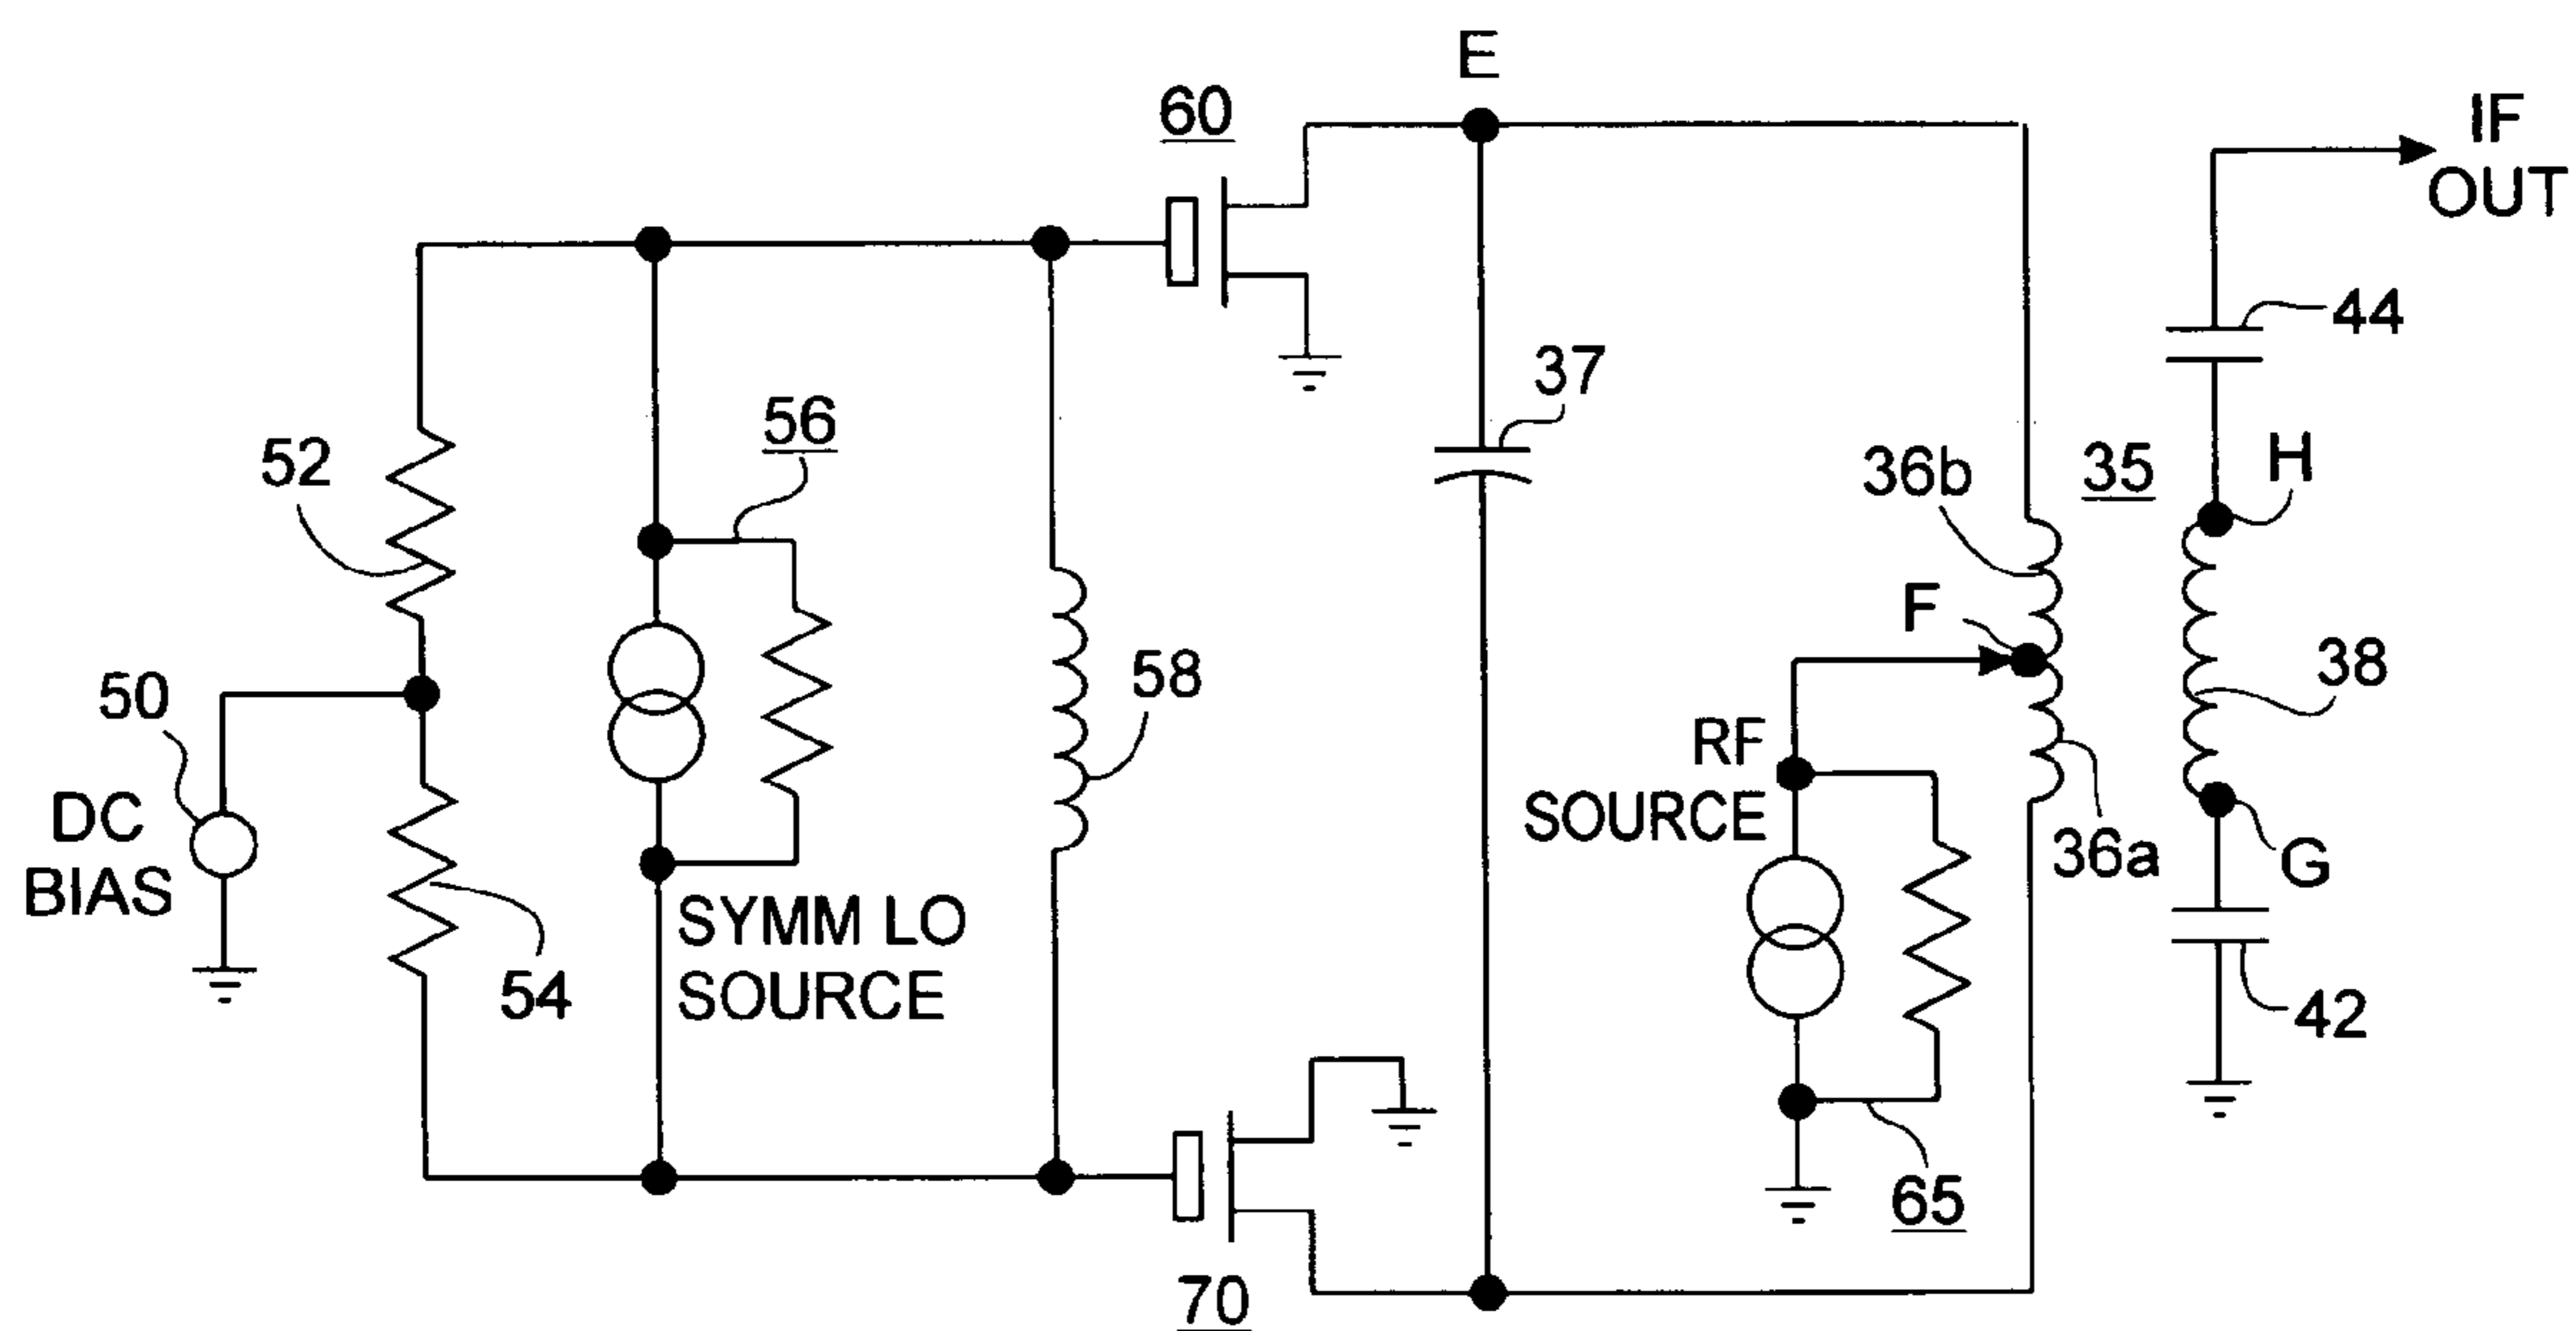 E
60
IF
OUT
44
37
56
52
36b
35
H
F
58
38
50
RF
SOURCE
DC
BIAS
36a
G
SYMM LO
SOURCE
54
42
65
70